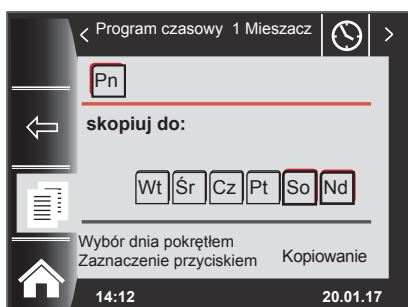 < Program czasowy 1 Mieszacz >
Pn
skopiuj do:
Wt Śr Cz Pt So Nd
Wybór dnia pokrętłem
Zaznaczenie przyciskiem Kopiowanie
14:12 20.01.17